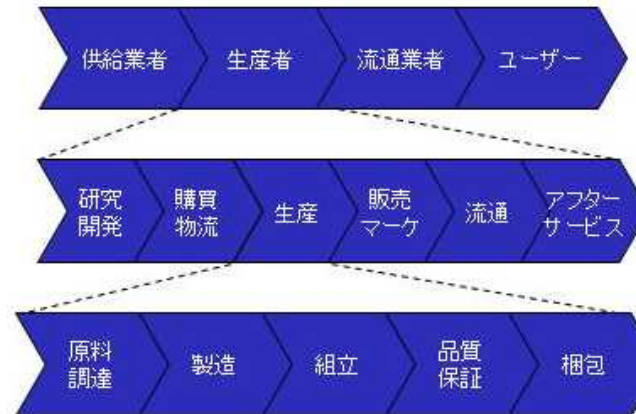 供給業者
生産者
流通業者
ユーザー
研究
開発
購買
物流
生産
販売
マーケ
流通
アフター
サービス
原料
調達
製造
組立
品質
保証
梱包